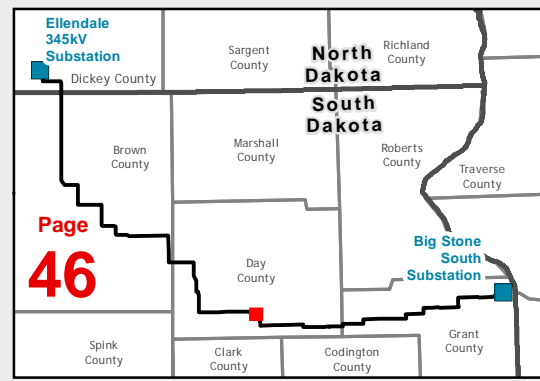 Ellendale
345kV
Substation
Dickey County
Sargent
County
Richland
County
North
Dakota
South
Dakota
Brown
County
Marshall
County
Roberts
County
Traverse
County
Page
46
Day
County
Big Stone
South
Substation
Grant
County
Spink
County
Clark
County
Codington
County